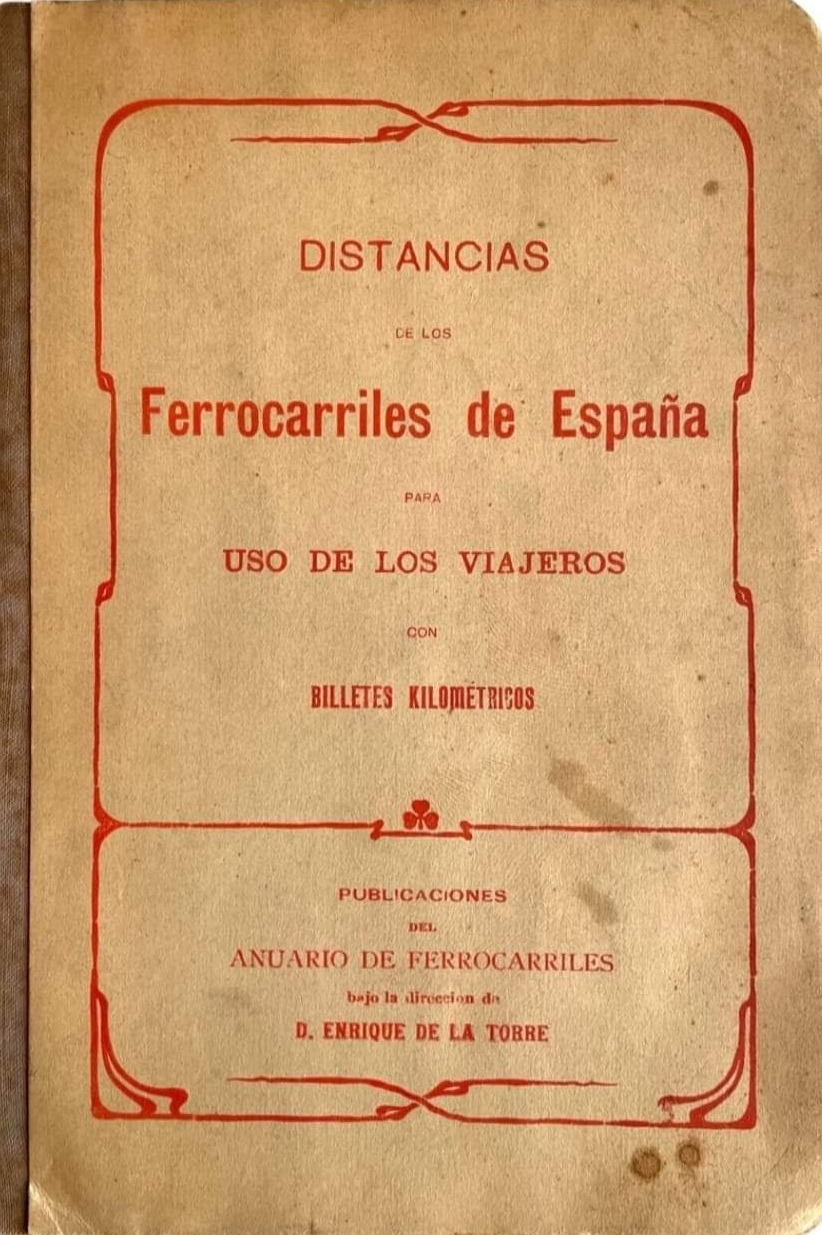 DISTANCIAS
DE LOS
Ferrocarriles de España
PARA
USO DE LOS VIAJEROS
CON
BILLETES KILOMÉTRICOS
PUBLICACIONES
DEL
ANUARIO DE FERROCARRILES
bajo la direccion de
D. ENRIQUE DE LA TORRE